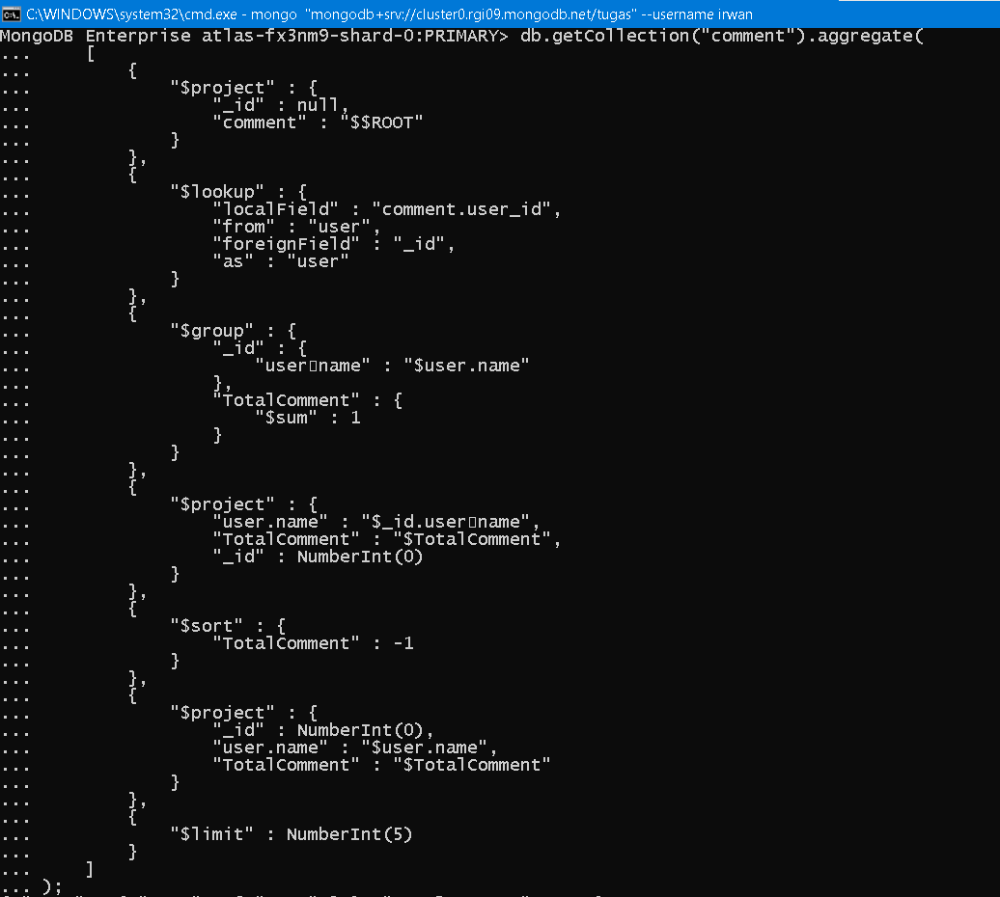 C:\WINDOWS\system32\cmd.exe - mongo "mongodb+srv://cluster0.rgi09.mongodb.net/tugas" --username irwan
MongoDB Enterprise atlas-fx3nm9-shard-0:PRIMARY> db.getCollection("comment").aggregate(
...     [
...         {
...             "$project" : {
...                 "_id" : null,
...                 "comment" : "$$ROOT"
...             }
...         },
...         {
...             "$lookup" : {
...                 "localField" : "comment.user_id",
...                 "from" : "user",
...                 "foreignField" : "_id",
...                 "as" : "user"
...             }
...         },
...         {
...             "$group" : {
...                 "_id" : {
...                     "user▯name" : "$user.name"
...                 },
...                 "TotalComment" : {
...                     "$sum" : 1
...                 }
...             }
...         },
...         {
...             "$project" : {
...                 "user.name" : "$_id.user▯name",
...                 "TotalComment" : "$TotalComment",
...                 "_id" : NumberInt(0)
...             }
...         },
...         {
...             "$sort" : {
...                 "TotalComment" : -1
...             }
...         },
...         {
...             "$project" : {
...                 "_id" : NumberInt(0),
...                 "user.name" : "$user.name",
...                 "TotalComment" : "$TotalComment"
...             }
...         },
...         {
...             "$limit" : NumberInt(5)
...         }
...     ]
... );